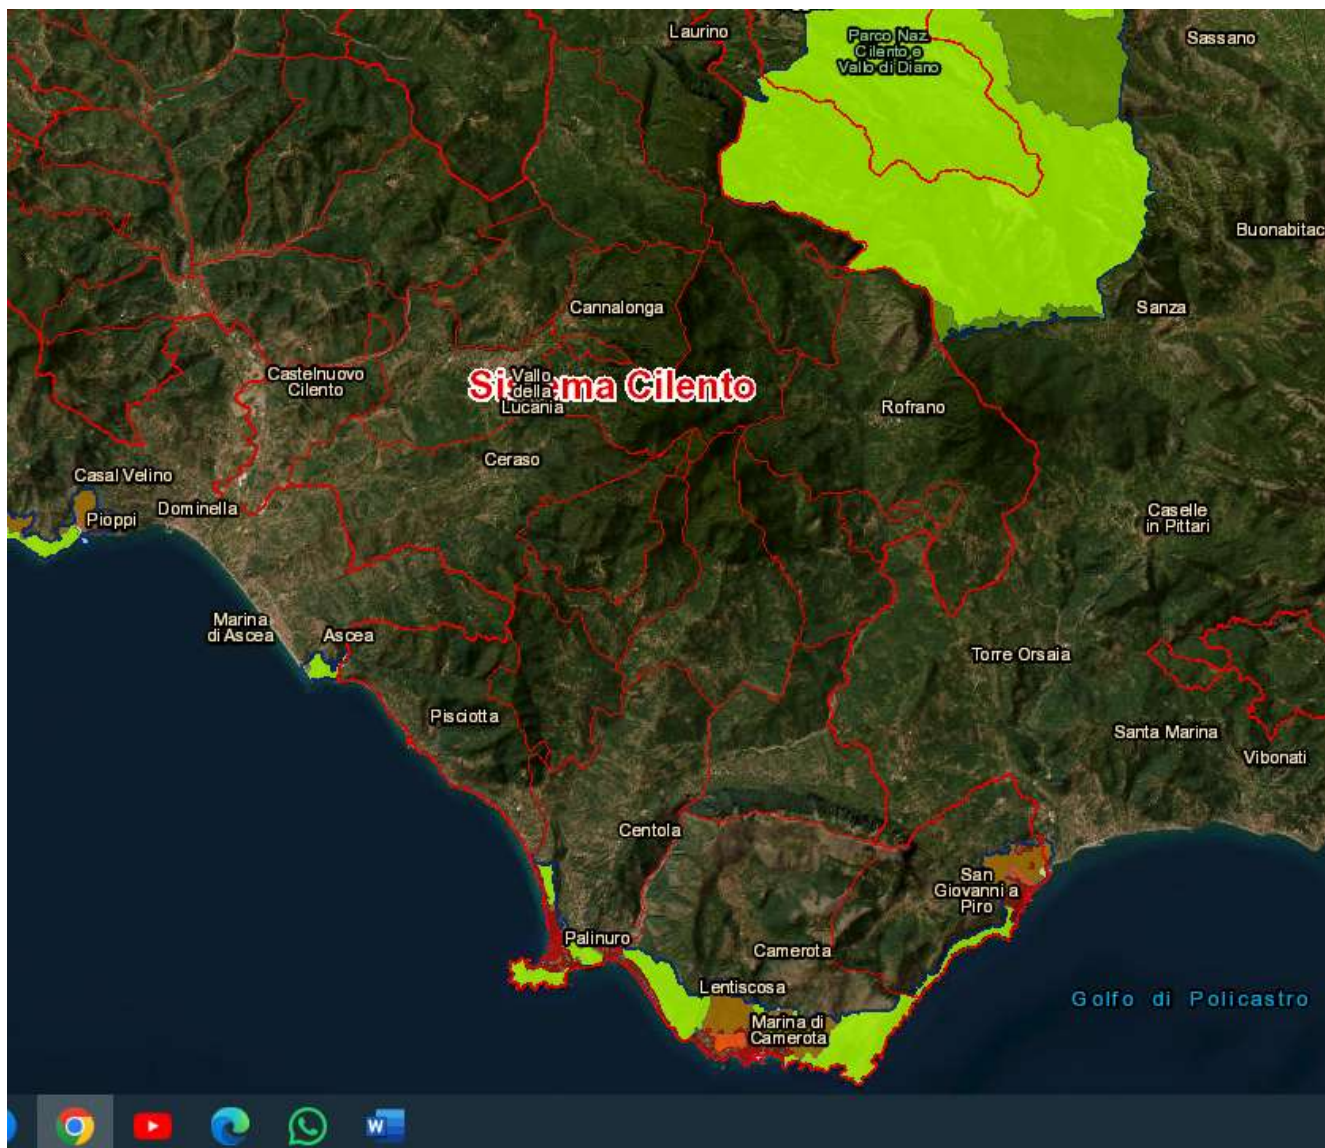 Laurino
Parco Naz.
Cilento e
Vallo di Diano
Sassano
Buonabitac
Cannalonga
Sanza
Castelnuovo
Cilento
Sistema Cilento
Vallo
della
Lucania
Rofrano
Ceraso
Casal Velino
Pioppi
Dominella
Caselle
in Pittari
Marina
di Ascea
Ascea
Torre Orsaia
Pisciotta
Santa Marina
Vibonati
Centola
San
Giovanni a
Piro
Palinuro
Camerota
Lentiscosa
Golfo di Policastro
Marina di
Camerota
W